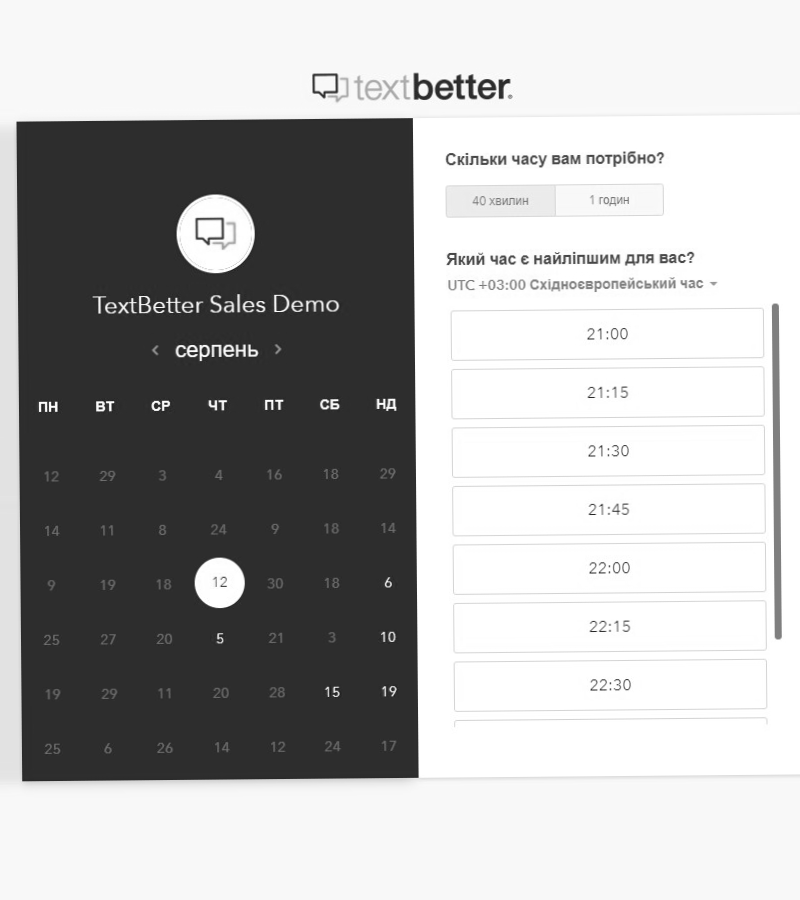 textbetter.
TextBetter Sales Demo
серпень
ПН ВТ СР ЧТ ПТ СБ НД
12 29 3 4 16 18 29
14 11 8 24 9 18 14
9 19 18 12 30 18 6
25 27 20 5 21 3 10
19 29 11 20 28 15 19
25 6 26 14 12 24 17
Скільки часу вам потрібно?
40 хвилин 1 годин
Який час є найліпшим для вас?
UTC +03:00 Східноєвропейський час
21:00
21:15
21:30
21:45
22:00
22:15
22:30